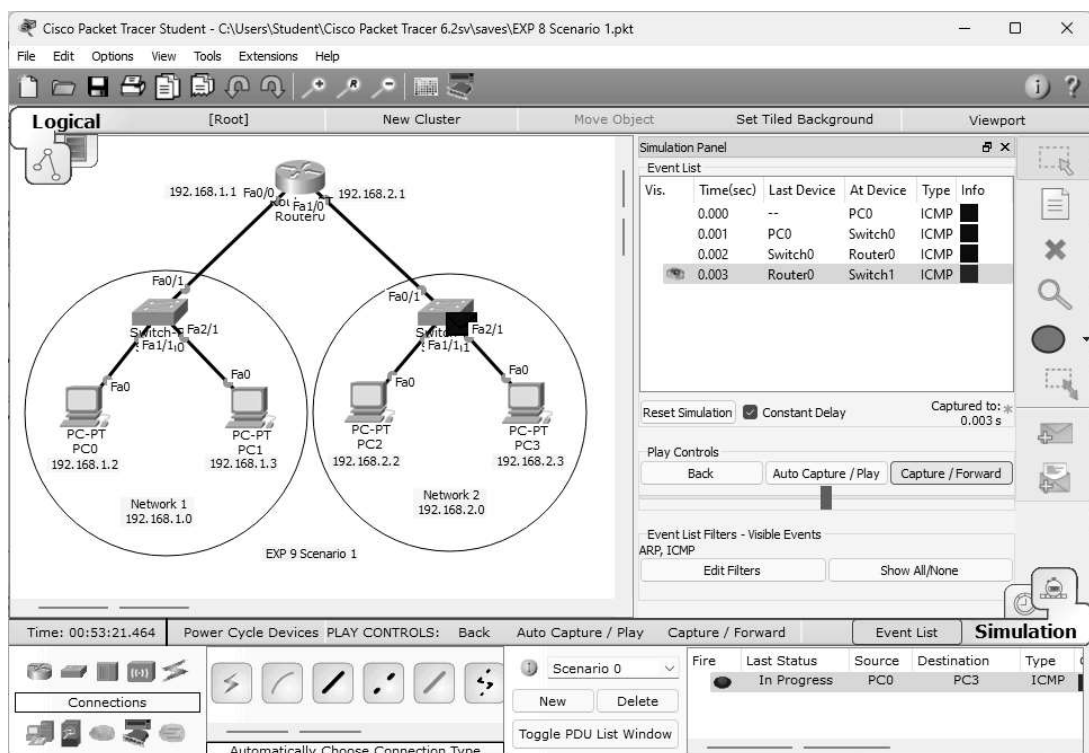 Cisco Packet Tracer Student - C:\Users\Student\Cisco Packet Tracer 6.2sv\saves\EXP 8 Scenario 1.pkt
File Edit Options View Tools Extensions Help
Logical [Root] New Cluster Move Object Set Tiled Background Viewport
192.168.1.1 Fa0/0 192.168.2.1
Fa1/0
Fa0/1
Fa2/1
Fa1/1
Fa0
Fa0
PC-PT
PC0
192.168.1.2
PC-PT
PC1
192.168.1.3
Network 1
192.168.1.0
Fa0/1
Fa2/1
Fa1/1
Fa0
Fa0
PC-PT
PC2
192.168.2.2
PC-PT
PC3
192.168.2.3
Network 2
192.168.2.0
EXP 9 Scenario 1
Simulation Panel
Event List
Vis. Time(sec) Last Device At Device Type Info
0.000 -- PC0 ICMP
0.001 PC0 Switch0 ICMP
0.002 Switch0 Router0 ICMP
0.003 Router0 Switch1 ICMP
Reset Simulation Constant Delay Captured to: *
0.003 s
Play Controls
Back Auto Capture / Play Capture / Forward
Event List Filters - Visible Events
ARP, ICMP
Edit Filters Show All/None
Time: 00:53:21.464 Power Cycle Devices PLAY CONTROLS: Back Auto Capture / Play Capture / Forward Event List Simulation
Connections
Automatically Choose Connection Type
Scenario 0
New Delete
Toggle PDU List Window
Fire Last Status Source Destination Type
In Progress PC0 PC3 ICMP